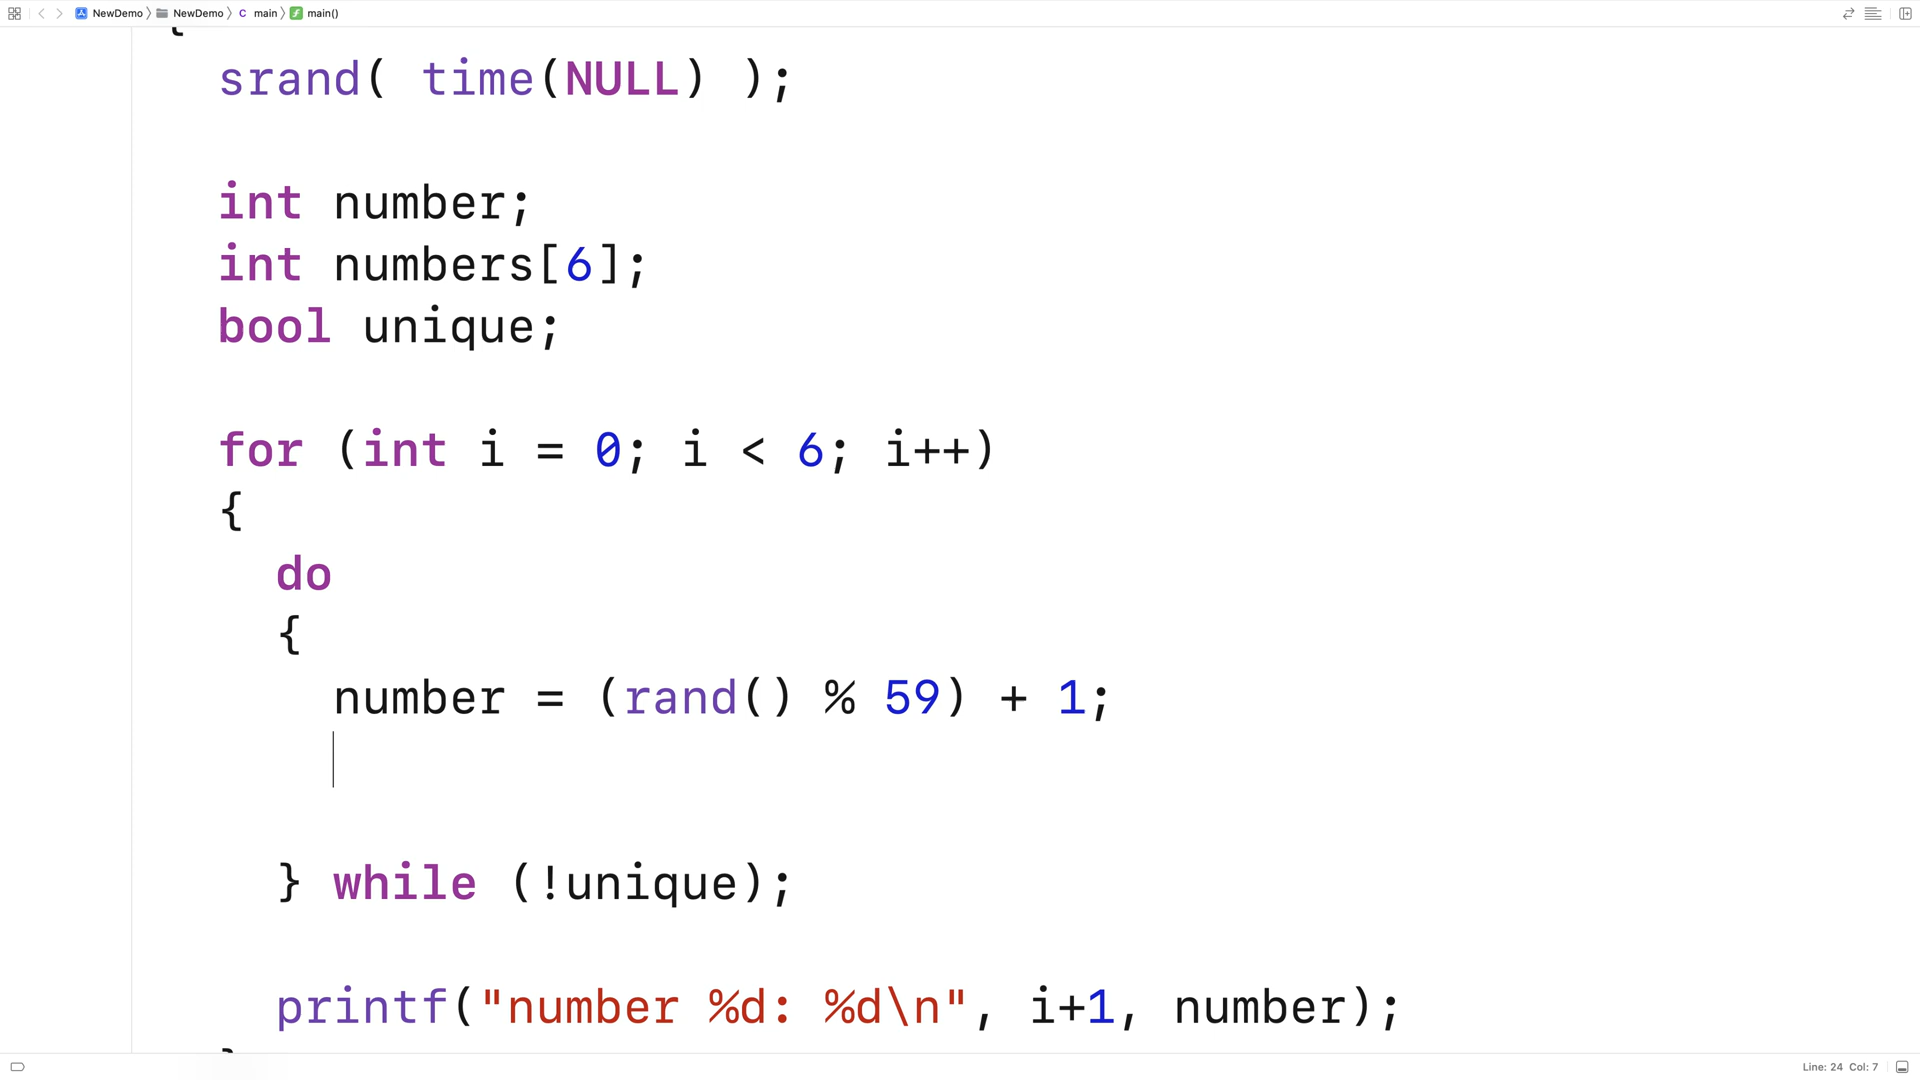 NewDemo 〉 NewDemo 〉 C main 〉 f main()
{
srand( time(NULL) );
int number;
int numbers[6];
bool unique;
for (int i = 0; i < 6; i++)
{
do
{
number = (rand() % 59) + 1;
} while (!unique);
printf("number %d: %d\n", i+1, number);
}
Line: 24 Col: 7